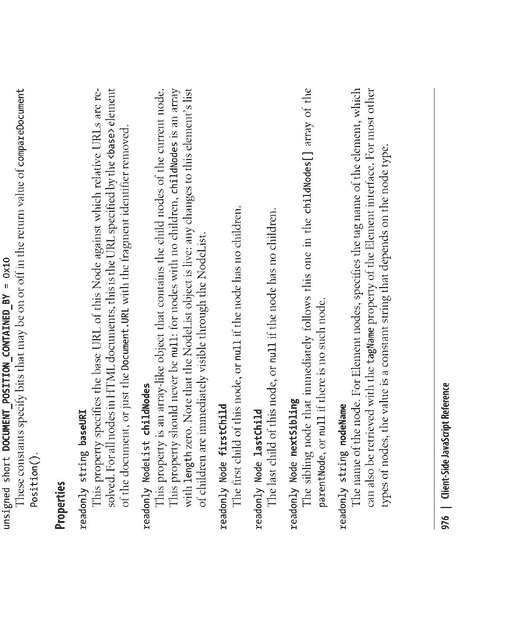 unsigned short DOCUMENT_POSITION_CONTAINED_BY = 0x10
These constants specify bits that may be on or off in the return value of compareDocument
Position().
Properties
readonly string baseURI
This property specifies the base URL of this Node against which relative URLs are re-
solved. For all nodes in HTML documents, this is the URL specified by the <base> element
of the document, or just the Document.URL with the fragment identifier removed.
readonly NodeList childNodes
This property is an array-like object that contains the child nodes of the current node.
This property should never be null: for nodes with no children, childNodes is an array
with length zero. Note that the NodeList object is live: any changes to this element's list
of children are immediately visible through the NodeList.
readonly Node firstChild
The first child of this node, or null if the node has no children.
readonly Node lastChild
The last child of this node, or null if the node has no children.
readonly Node nextSibling
The sibling node that immediately follows this one in the childNodes[] array of the
parentNode, or null if there is no such node.
readonly string nodeName
The name of the node. For Element nodes, specifies the tag name of the element, which
can also be retrieved with the tagName property of the Element interface. For most other
types of nodes, the value is a constant string that depends on the node type.
976 | Client-Side JavaScript Reference